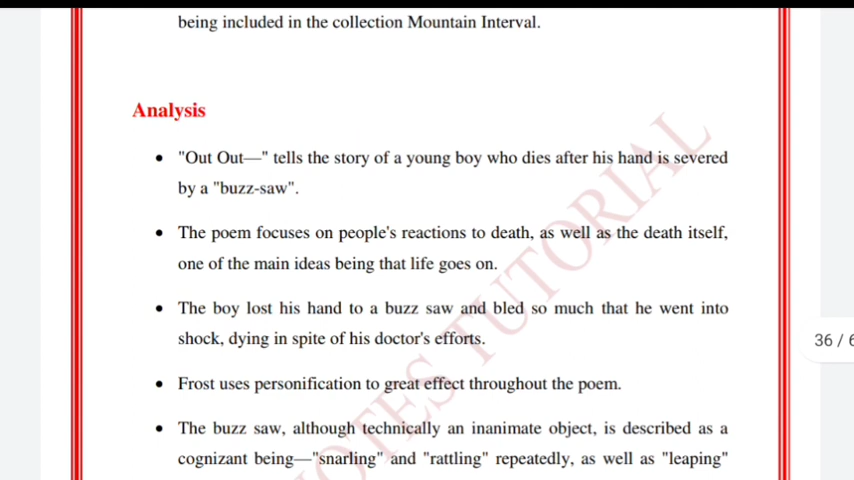 being included in the collection Mountain Interval.
Analysis
• "Out Out—" tells the story of a young boy who dies after his hand is severed
by a "buzz-saw".
• The poem focuses on people's reactions to death, as well as the death itself,
one of the main ideas being that life goes on.
• The boy lost his hand to a buzz saw and bled so much that he went into
shock, dying in spite of his doctor's efforts.
36 / 6
• Frost uses personification to great effect throughout the poem.
• The buzz saw, although technically an inanimate object, is described as a
cognizant being—"snarling" and "rattling" repeatedly, as well as "leaping"
NOTES TUTORIAL